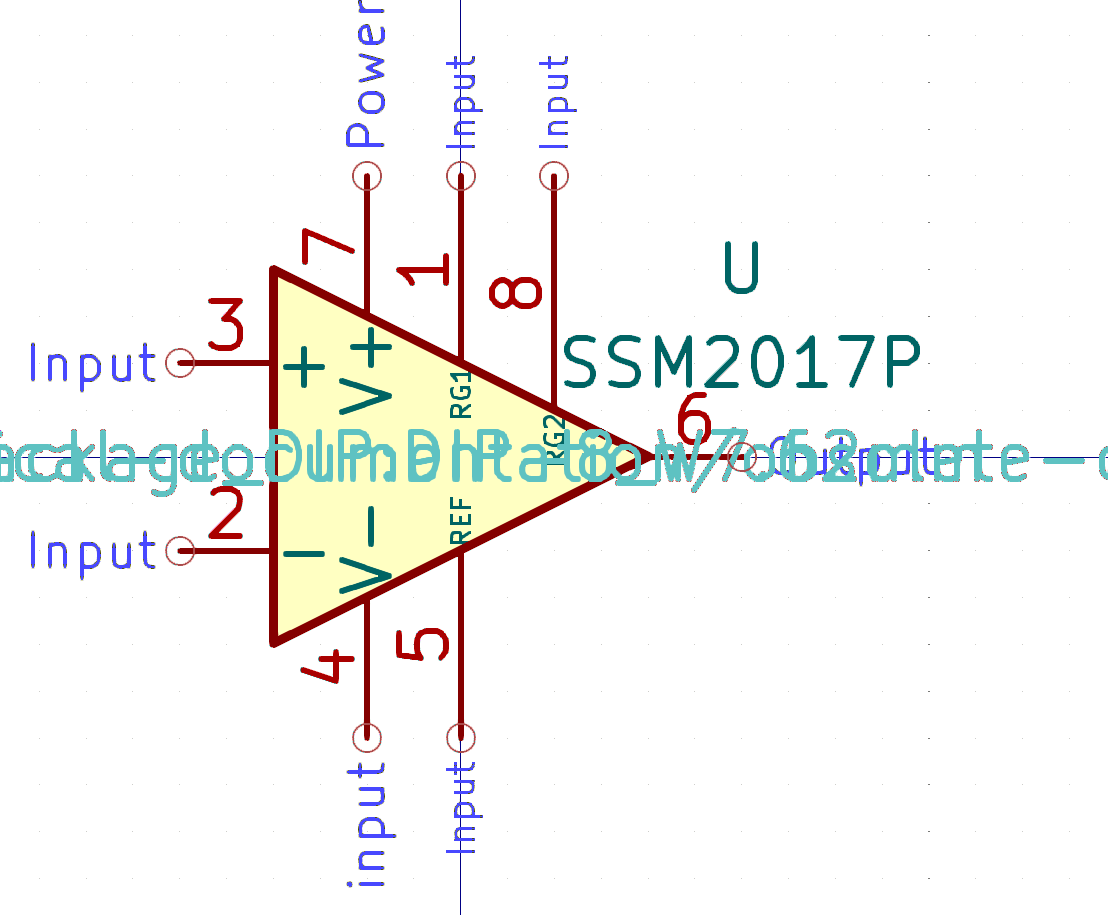 Power
Input
Input
7
1
8
U
SSM2017P
3
Input
+
V+
RG1
RG2
6
Output
2
Input
-
V-
REF
4
5
input
Input